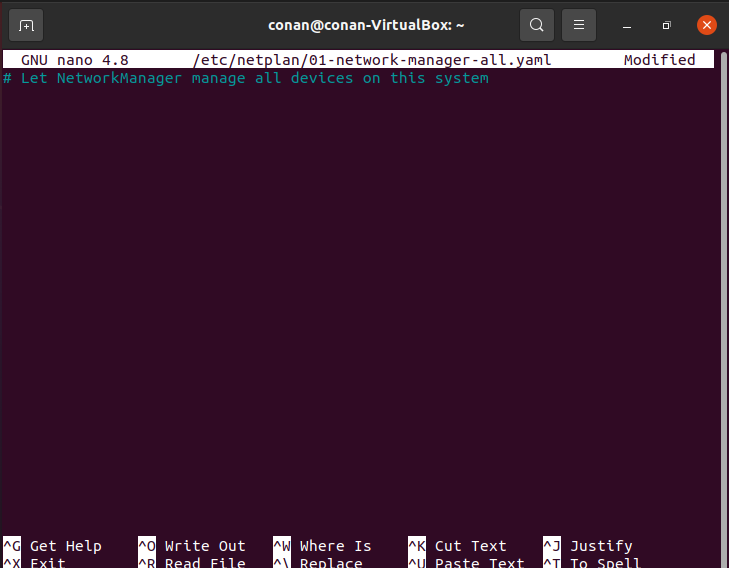 conan@conan-VirtualBox: ~
GNU nano 4.8 /etc/netplan/01-network-manager-all.yaml Modified
# Let NetworkManager manage all devices on this system
^G Get Help ^O Write Out ^W Where Is ^K Cut Text ^J Justify
^X Exit ^R Read File ^\ Replace ^U Paste Text ^T To Spell